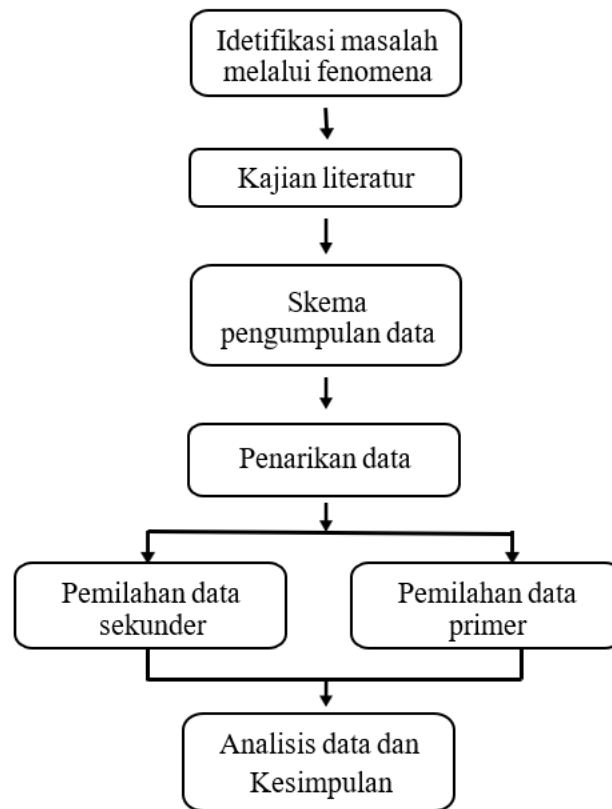 Idetifikasi masalah
melalui fenomena
Kajian literatur
Skema
pengumpulan data
Penarikan data
Pemilahan data
sekunder
Pemilahan data
primer
Analisis data dan
Kesimpulan